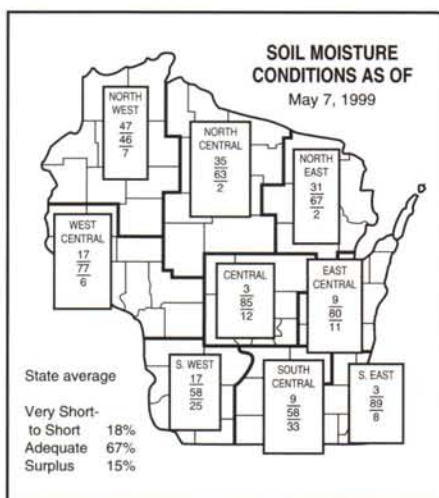 SOIL MOISTURE
CONDITIONS AS OF
May 7, 1999
NORTH
WEST
47
46
7
NORTH
CENTRAL
35
63
2
NORTH
EAST
31
67
2
WEST
CENTRAL
17
77
6
CENTRAL
3
85
12
EAST
CENTRAL
9
80
11
S. WEST
17
58
25
SOUTH
CENTRAL
9
58
33
S. EAST
3
89
8
State average
Very Short-
to Short 18%
Adequate 67%
Surplus 15%